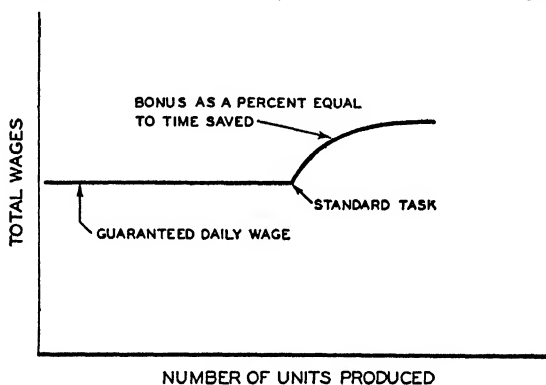 BONUS AS A PERCENT EQUAL
TO TIME SAVED
STANDARD TASK
GUARANTEED DAILY WAGE
TOTAL WAGES
NUMBER OF UNITS PRODUCED